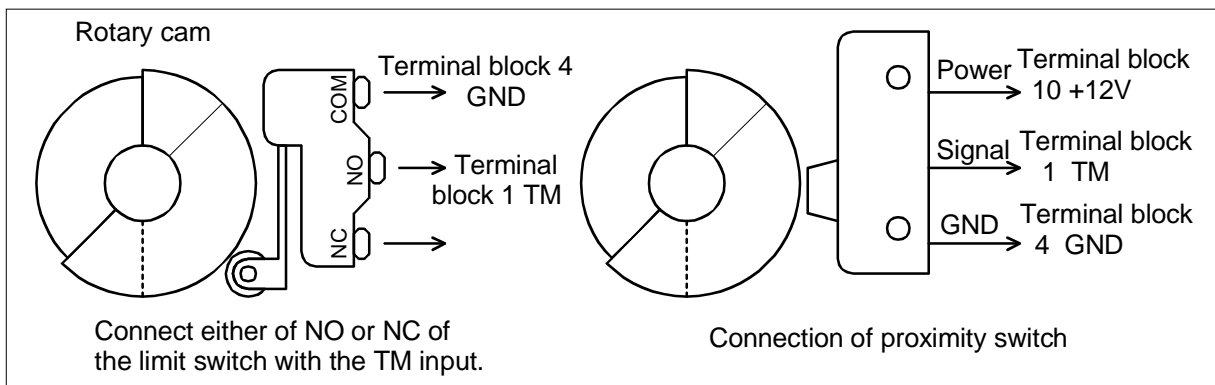 Rotary cam
COM
Terminal block 4
GND
NO
Terminal
block 1 TM
NC
Connect either of NO or NC of
the limit switch with the TM input.
Power
Terminal block
10 +12V
Signal
Terminal block
1 TM
GND
Terminal block
4 GND
Connection of proximity switch